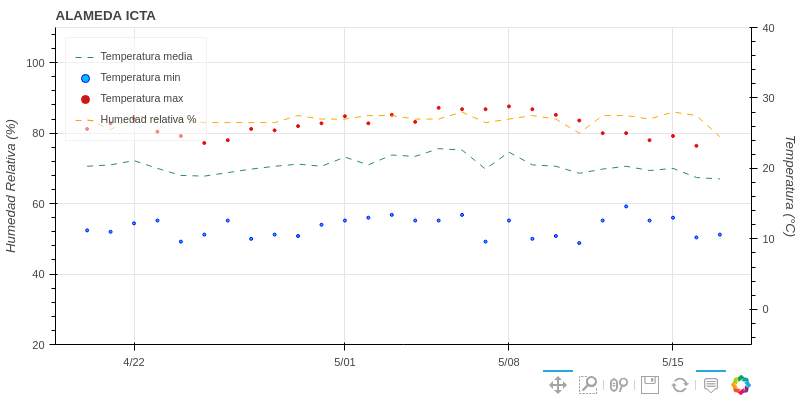 ALAMEDA ICTA
Temperatura media
Temperatura min
Temperatura max
Humedad relativa %
Humedad Relativa (%)
100
80
60
40
20
Temperatura (°C)
40
30
20
10
0
4/22
5/01
5/08
5/15